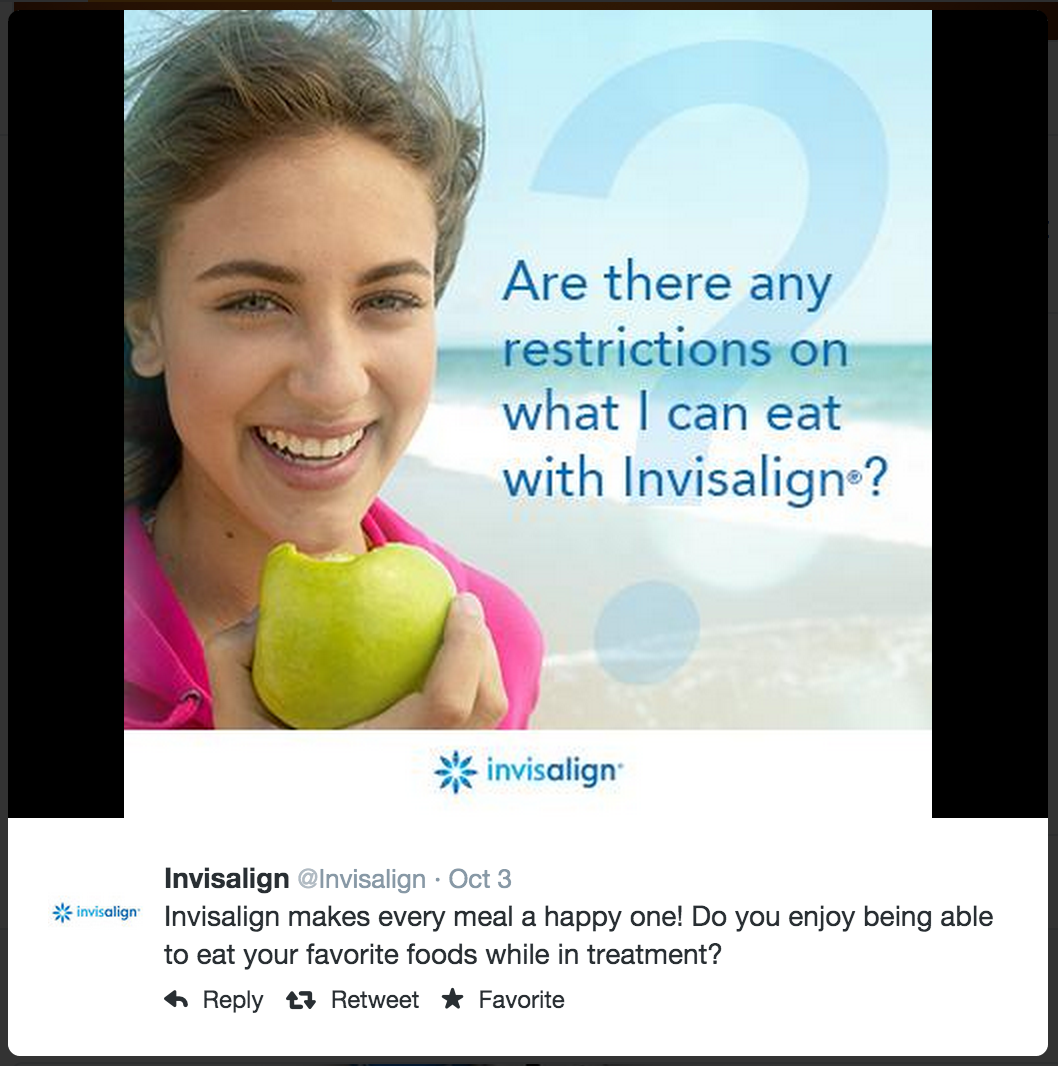 Are there any
restrictions on
what I can eat
with Invisalign®?
invisalign®
Invisalign @Invisalign · Oct 3
invisalign®
Invisalign makes every meal a happy one! Do you enjoy being able
to eat your favorite foods while in treatment?
Reply Retweet Favorite